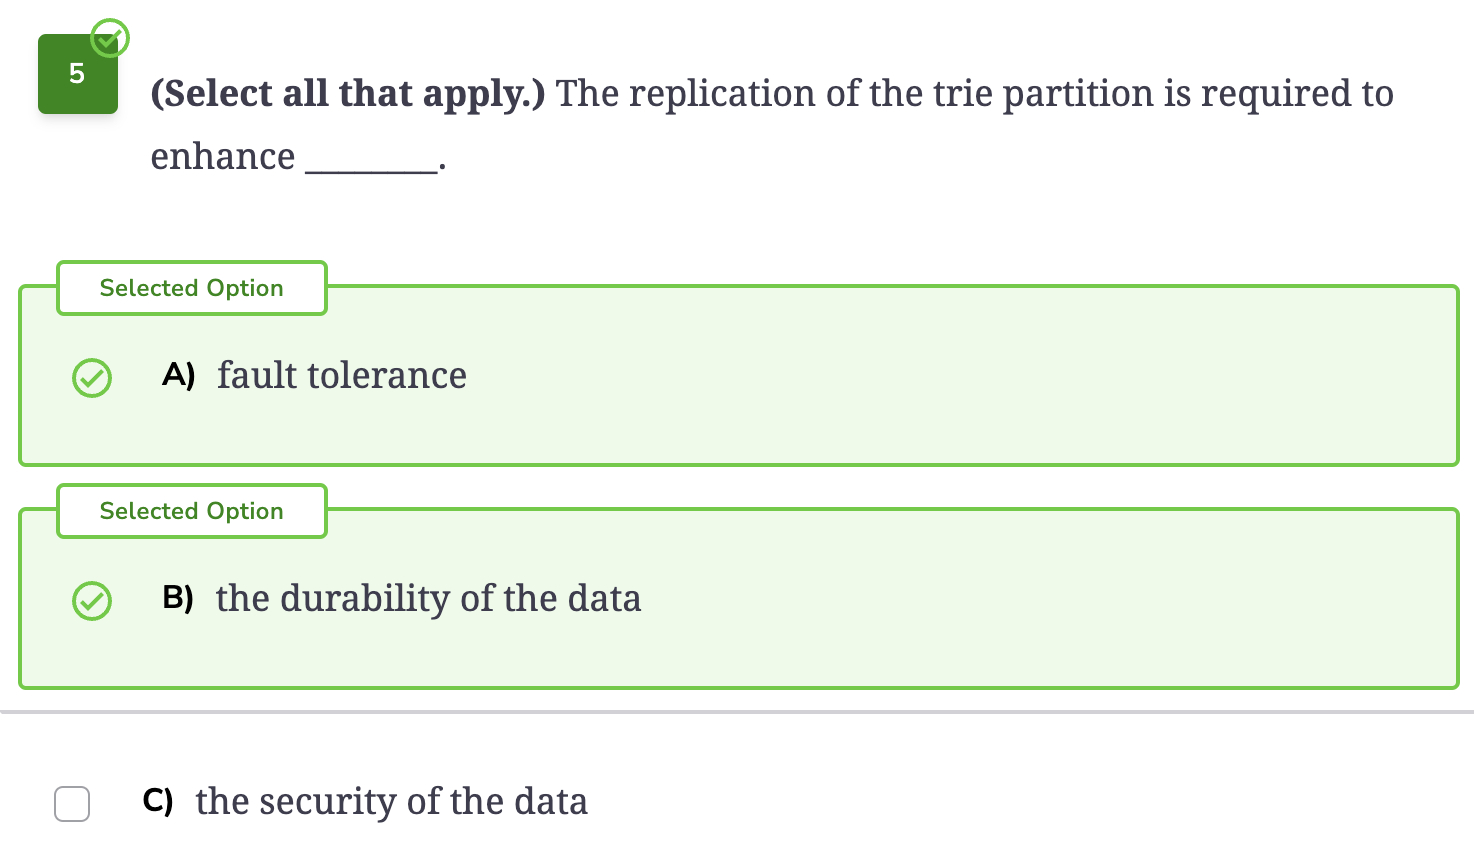 5
(Select all that apply.) The replication of the trie partition is required to
enhance ________.
Selected Option
A) fault tolerance
Selected Option
B) the durability of the data
C) the security of the data